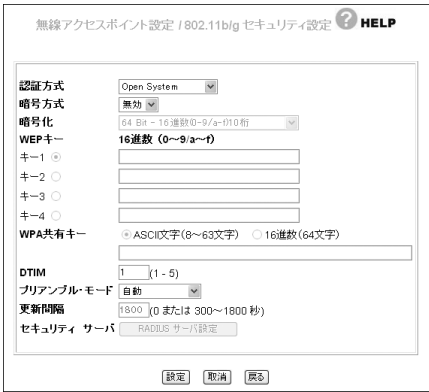 無線アクセスポイント設定 / 802.11b/g セキュリティ設定 ? HELP
認証方式 Open System
暗号方式 無効
暗号化 64 Bit - 16進数(0-9/a-f)10桁
WEPキー 16進数 (0～9/a～f)
キー1
キー2
キー3
キー4
WPA共有キー ASCII文字(8～63文字) 16進数(64文字)
DTIM 1 (1 - 5)
プリアンブル・モード 自動
更新間隔 1800 (0 または 300～1800 秒)
セキュリティ サーバ RADIUS サーバ設定
設定 取消 戻る